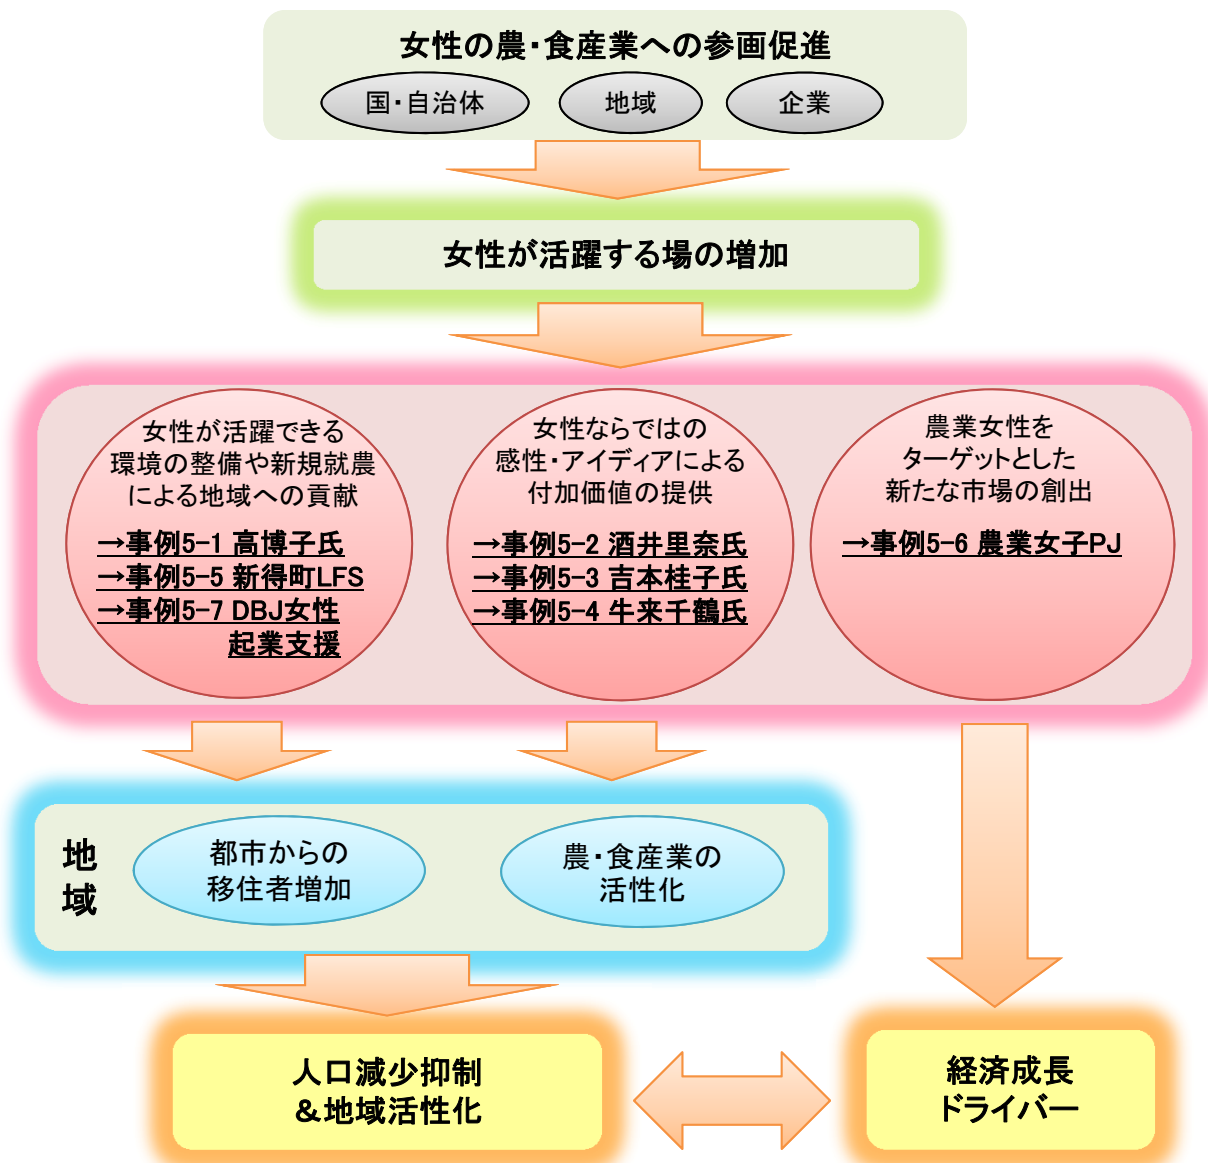 女性の農・食産業への参画促進
国・自治体
地域
企業
女性が活躍する場の増加
女性が活躍できる
環境の整備や新規就農
による地域への貢献
→事例5-1 高博子氏
→事例5-5 新得町LFS
→事例5-7 DBJ女性
起業支援
女性ならではの
感性・アイディアによる
付加価値の提供
→事例5-2 酒井里奈氏
→事例5-3 吉本桂子氏
→事例5-4 牛来千鶴氏
農業女性を
ターゲットとした
新たな市場の創出
→事例5-6 農業女子PJ
地域
都市からの
移住者増加
農・食産業の
活性化
人口減少抑制
&地域活性化
経済成長
ドライバー